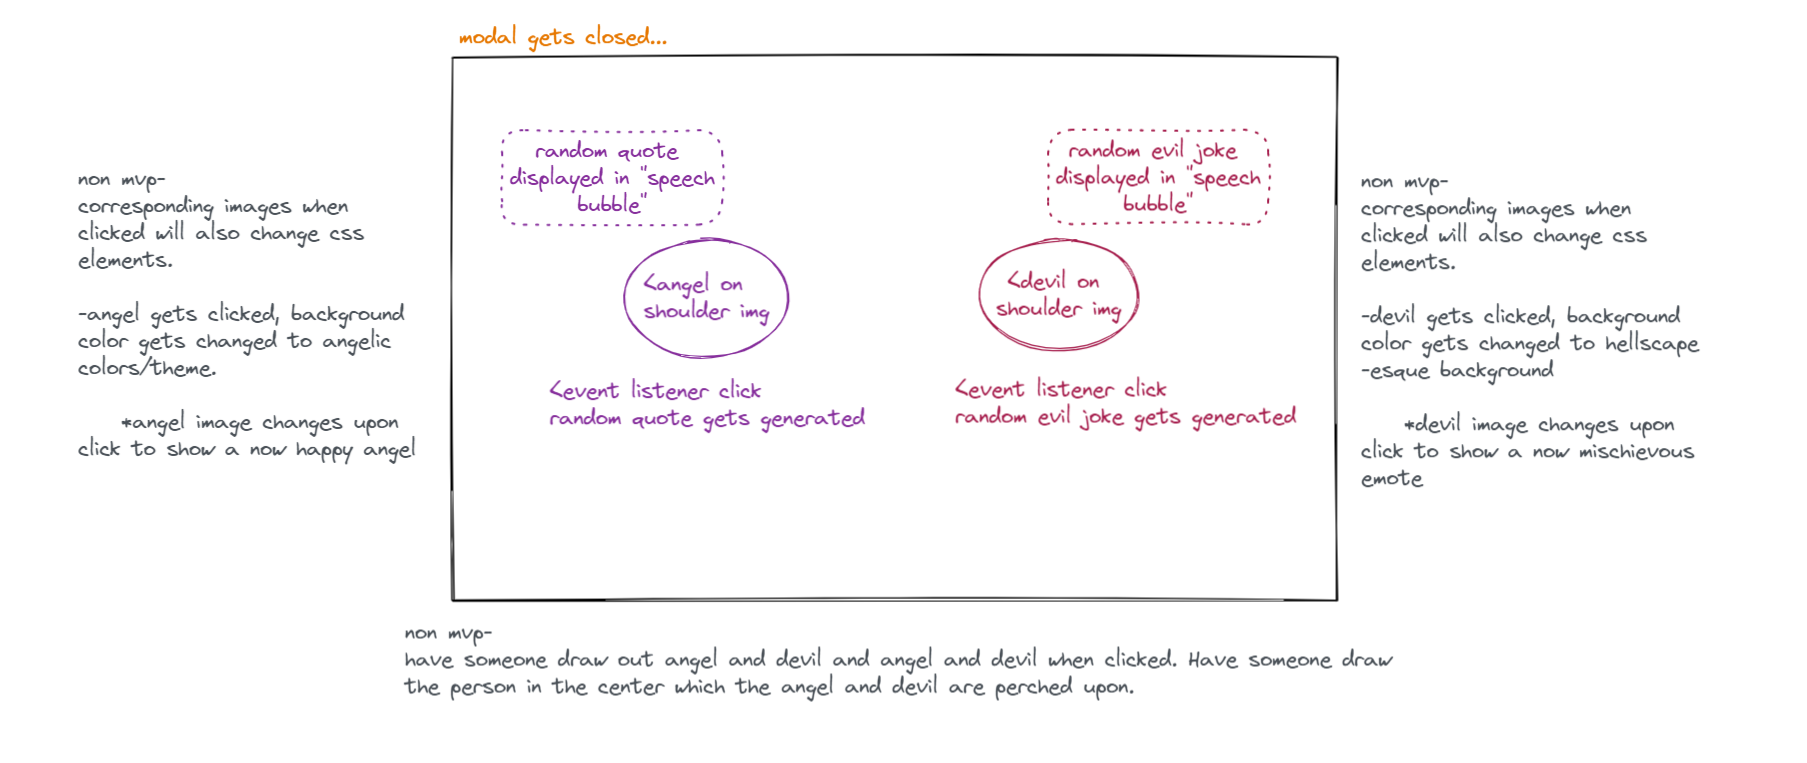 modal gets closed...
random quote
displayed in "speech
bubble"
<angel on
shoulder img
<event listener click
random quote gets generated
random evil joke
displayed in "speech
bubble"
<devil on
shoulder img
<event listener click
random evil joke gets generated
non mvp-
corresponding images when
clicked will also change css
elements.
-angel gets clicked, background
color gets changed to angelic
colors/theme.
*angel image changes upon
click to show a now happy angel
non mvp-
corresponding images when
clicked will also change css
elements.
-devil gets clicked, background
color gets changed to hellscape
-esque background
*devil image changes upon
click to show a now mischievous
emote
non mvp-
have someone draw out angel and devil and angel and devil when clicked. Have someone draw
the person in the center which the angel and devil are perched upon.